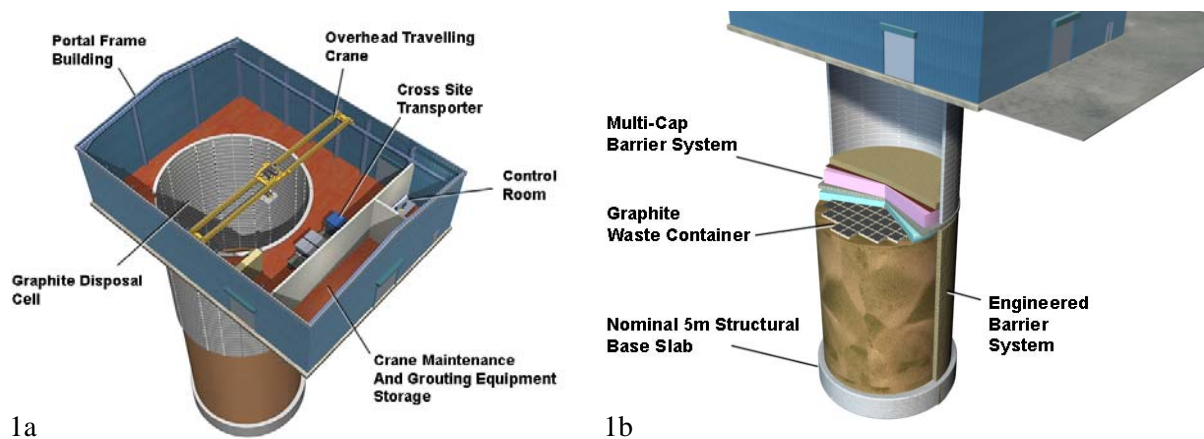 Portal Frame
Building
Overhead Travelling
Crane
Cross Site
Transporter
Control
Room
Graphite Disposal
Cell
Crane Maintenance
And Grouting Equipment
Storage
1a
Multi-Cap
Barrier System
Graphite
Waste Container
Nominal 5m Structural
Base Slab
Engineered
Barrier
System
1b